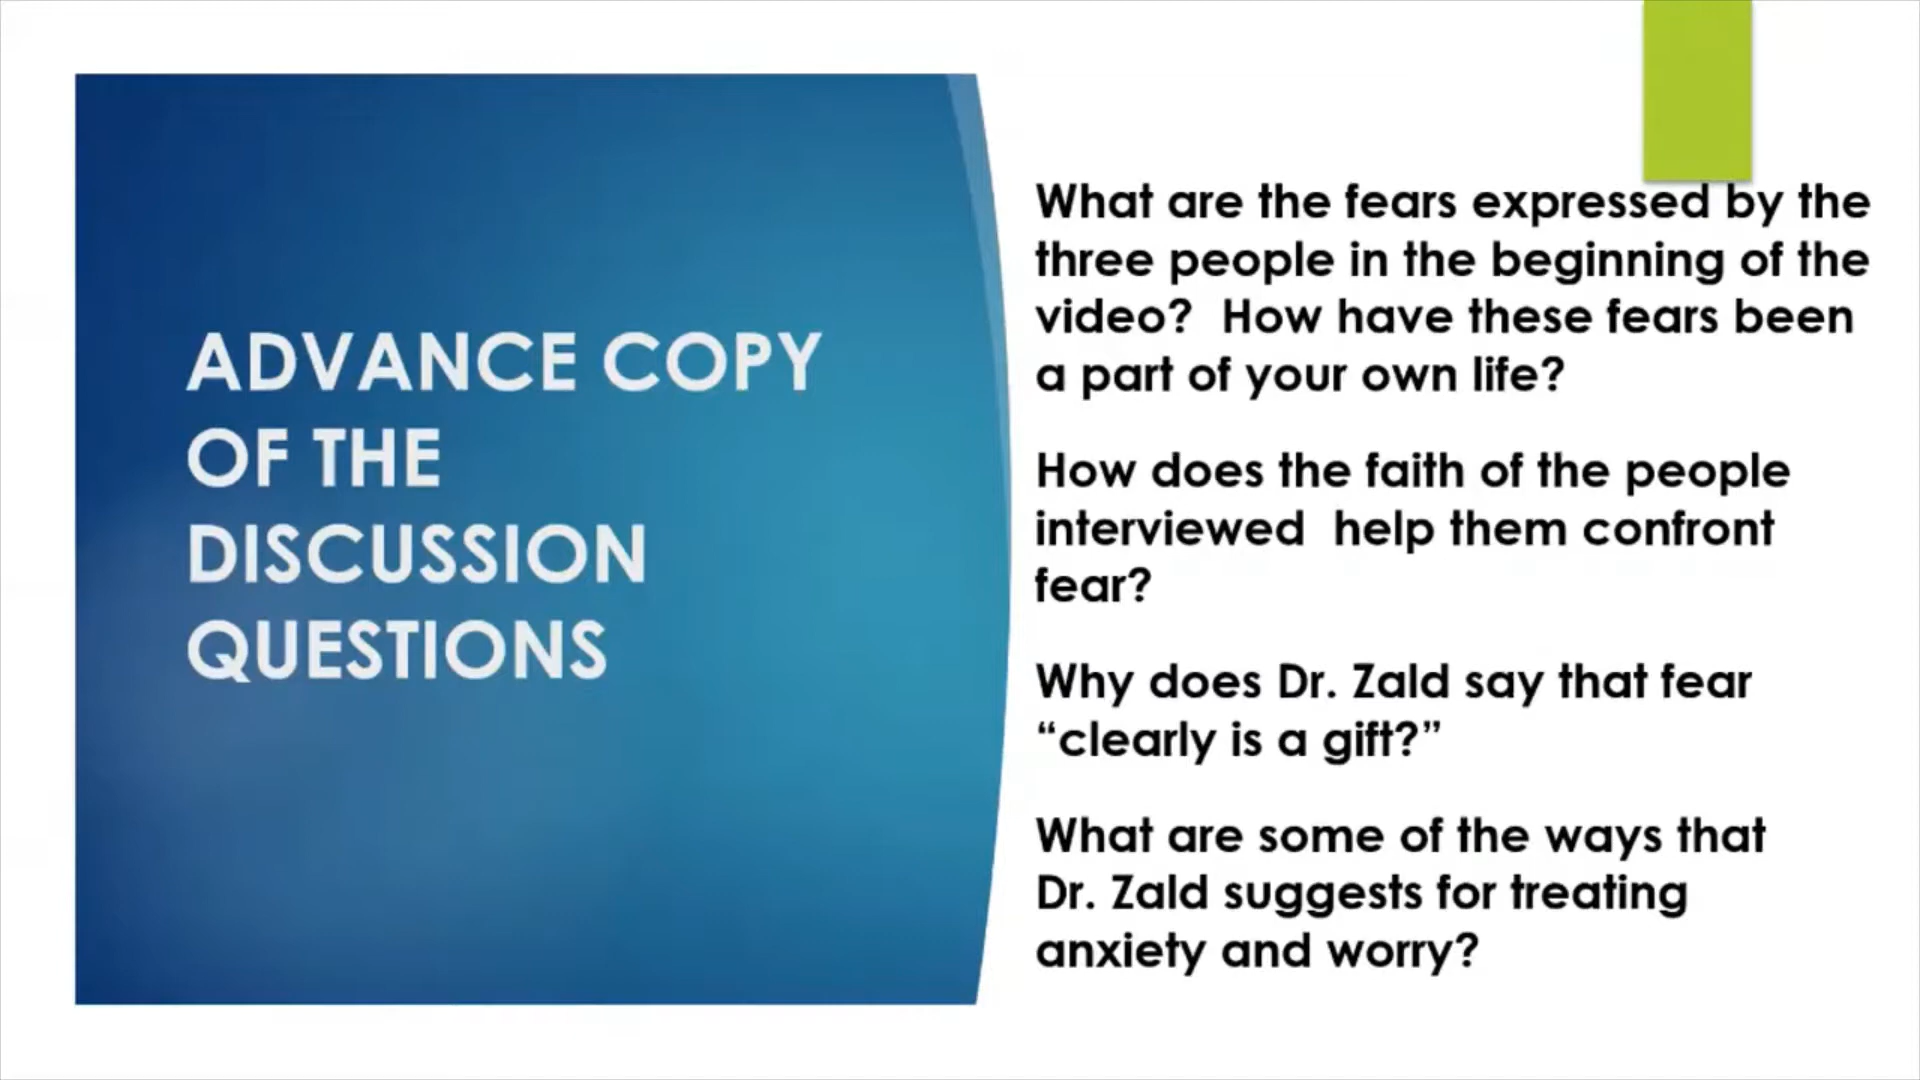 ADVANCE COPY
OF THE
DISCUSSION
QUESTIONS
What are the fears expressed by the
three people in the beginning of the
video?  How have these fears been
a part of your own life?
How does the faith of the people
interviewed  help them confront
fear?
Why does Dr. Zald say that fear
“clearly is a gift?”
What are some of the ways that
Dr. Zald suggests for treating
anxiety and worry?